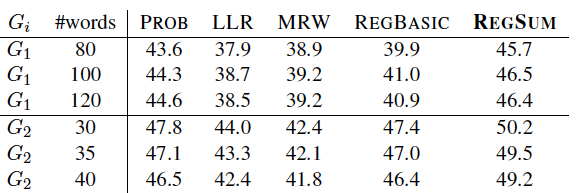 Gi #words PROB LLR MRW REGBASIC REGSUM
G1 80 43.6 37.9 38.9 39.9 45.7
G1 100 44.3 38.7 39.2 41.0 46.5
G1 120 44.6 38.5 39.2 40.9 46.4
G2 30 47.8 44.0 42.4 47.4 50.2
G2 35 47.1 43.3 42.1 47.0 49.5
G2 40 46.5 42.4 41.8 46.4 49.2